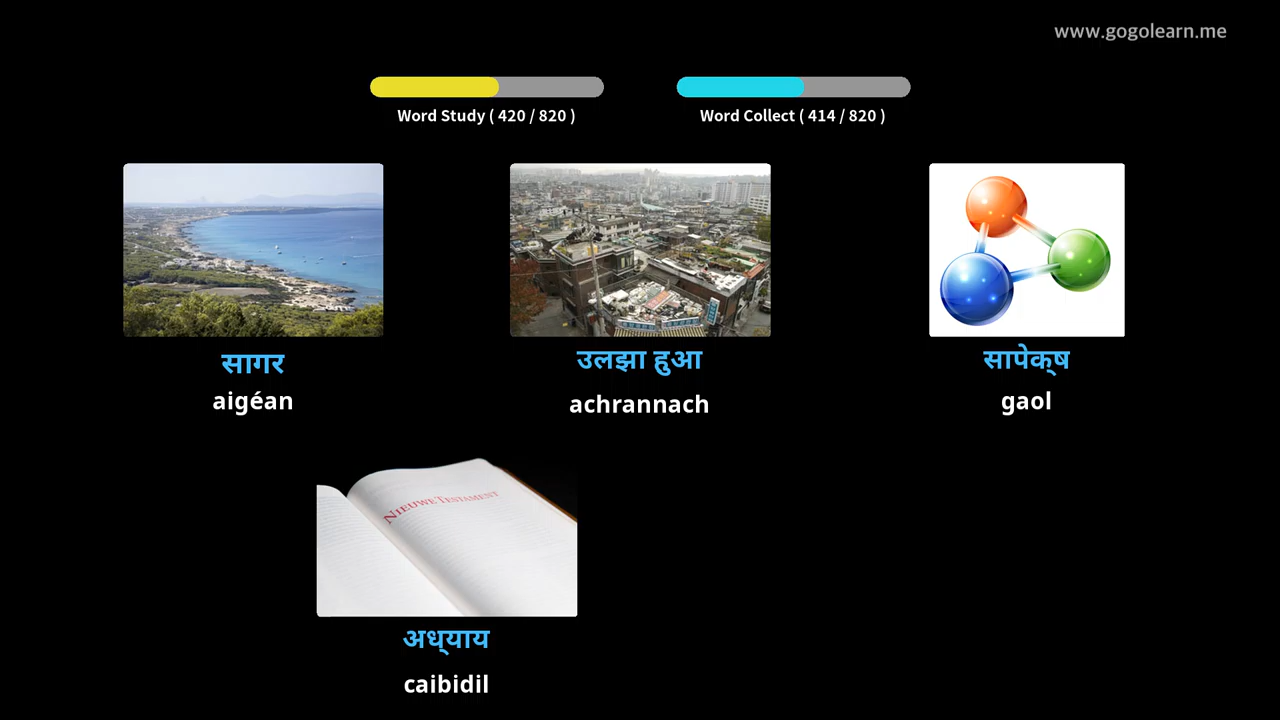 www.gogolearn.me
Word Study ( 420 / 820 )
Word Collect ( 414 / 820 )
सागर
aigéan
उलझा हुआ
achrannach
सापेक्ष
gaol
NIEUWE TESTAMENT
अध्याय
caibidil